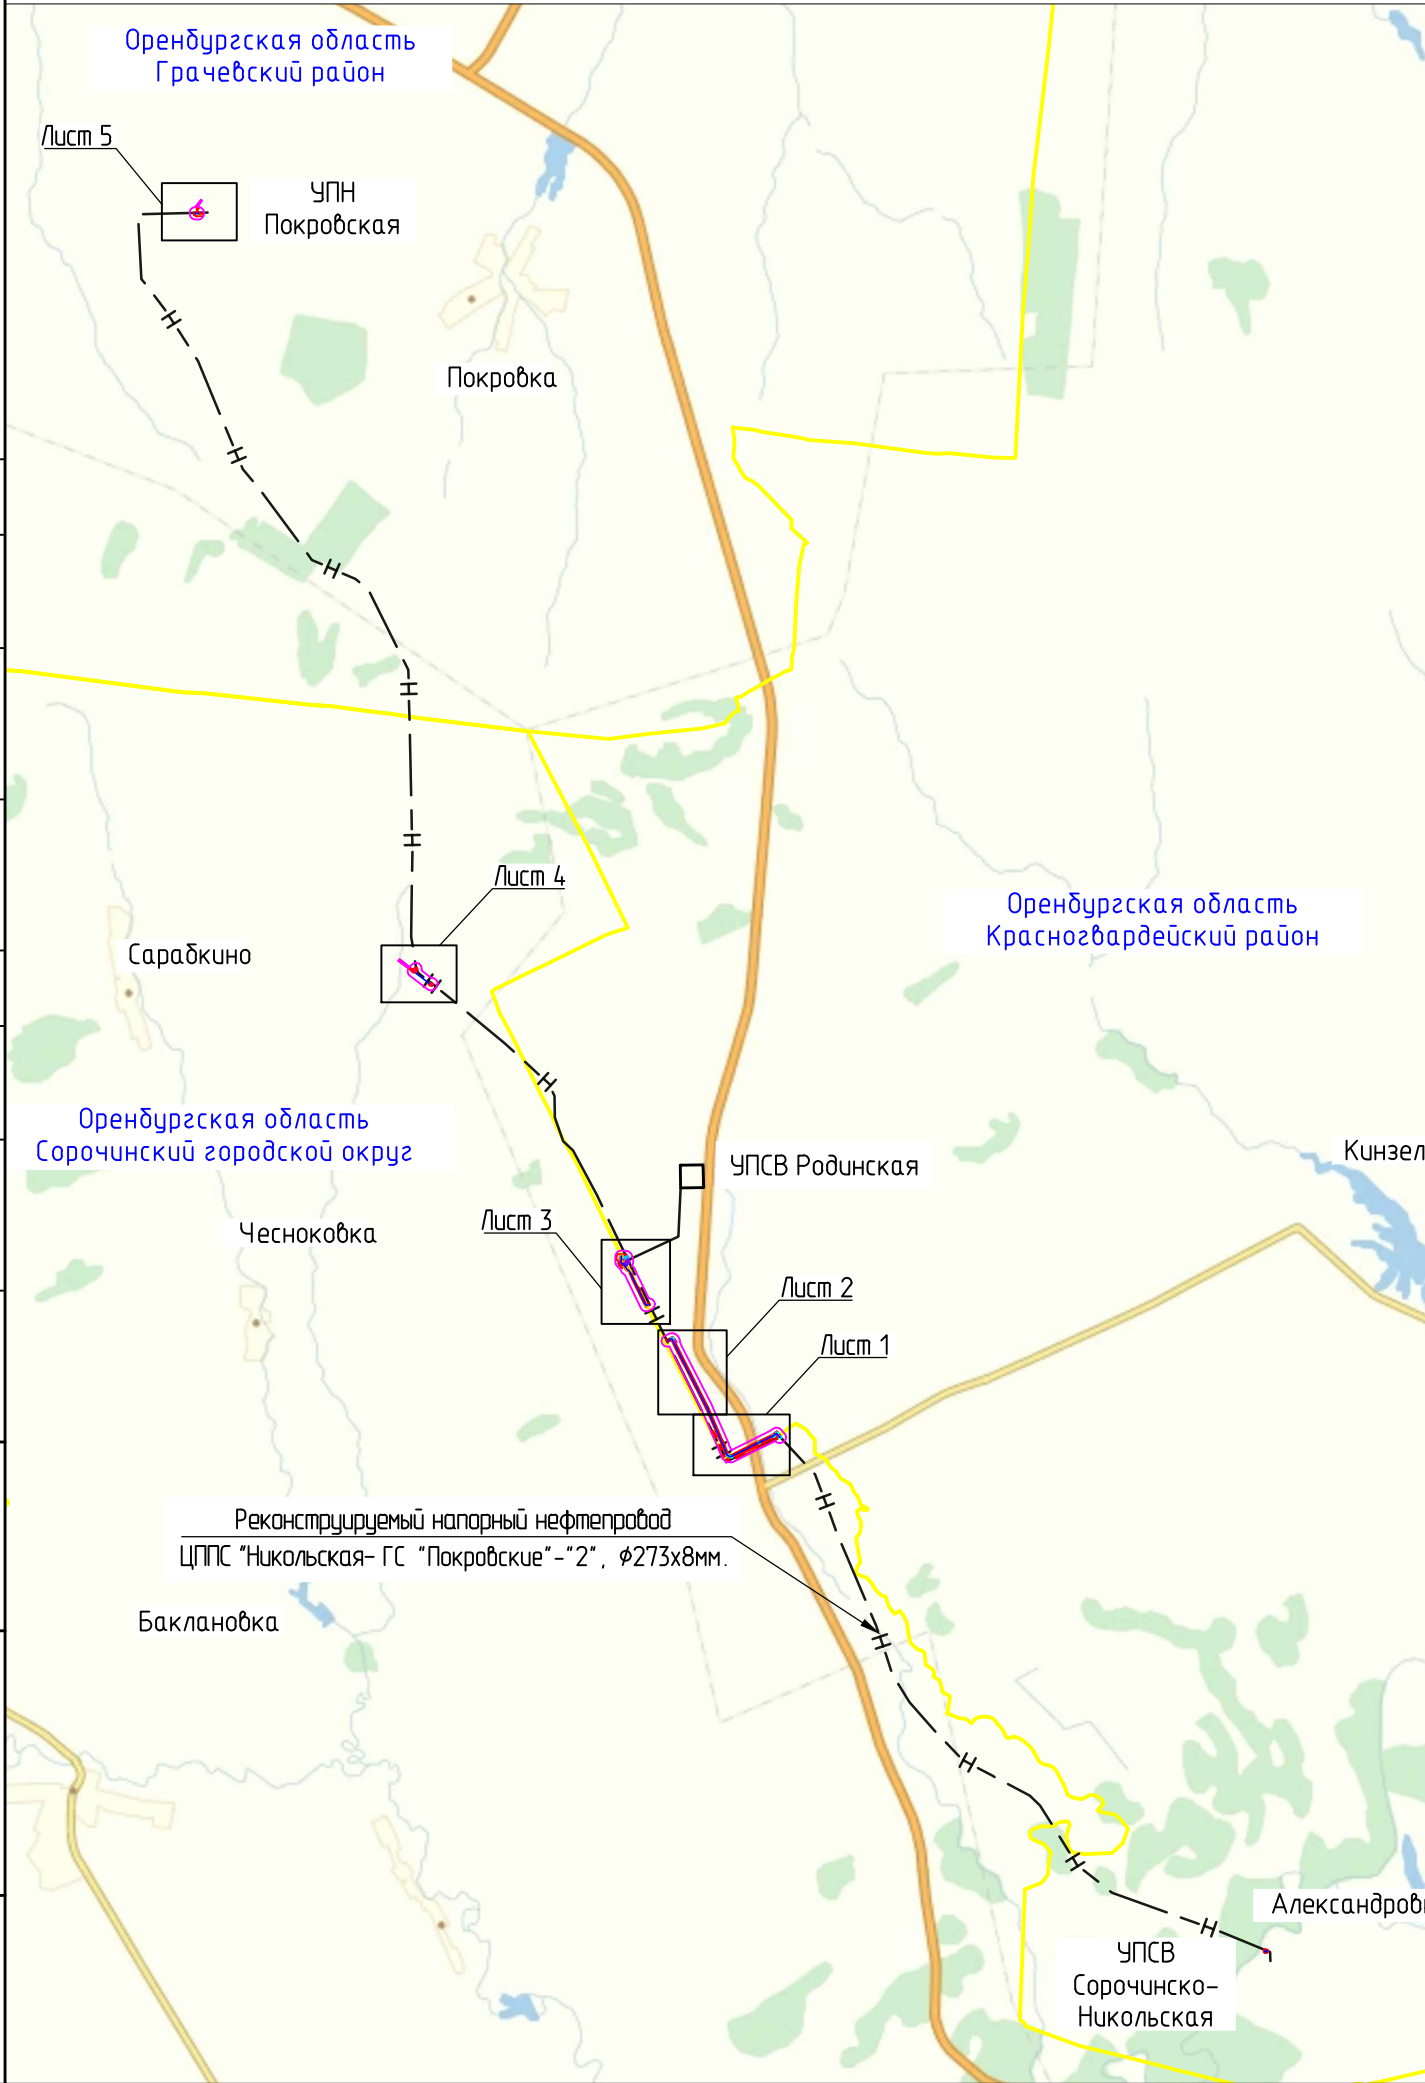 Оренбургская область
Грачевский район
Лист 5
УПН
Покровская
Покровка
Лист 4
Оренбургская область
Красногвардейский район
Сарабкино
Оренбургская область
Сорочинский городской округ
Кинзел
УПСВ Родинская
Лист 3
Чесноковка
Лист 2
Лист 1
Реконструируемый напорный нефтепровод
ЦППС "Никольская- ГС "Покровские"-"2", ϕ273х8мм.
Баклановка
Александров
УПСВ
Сорочинско-
Никольская
Н
Н
Н
Н
Н
Н
Н
Н
Н
Н
Н
Н
Н
Н